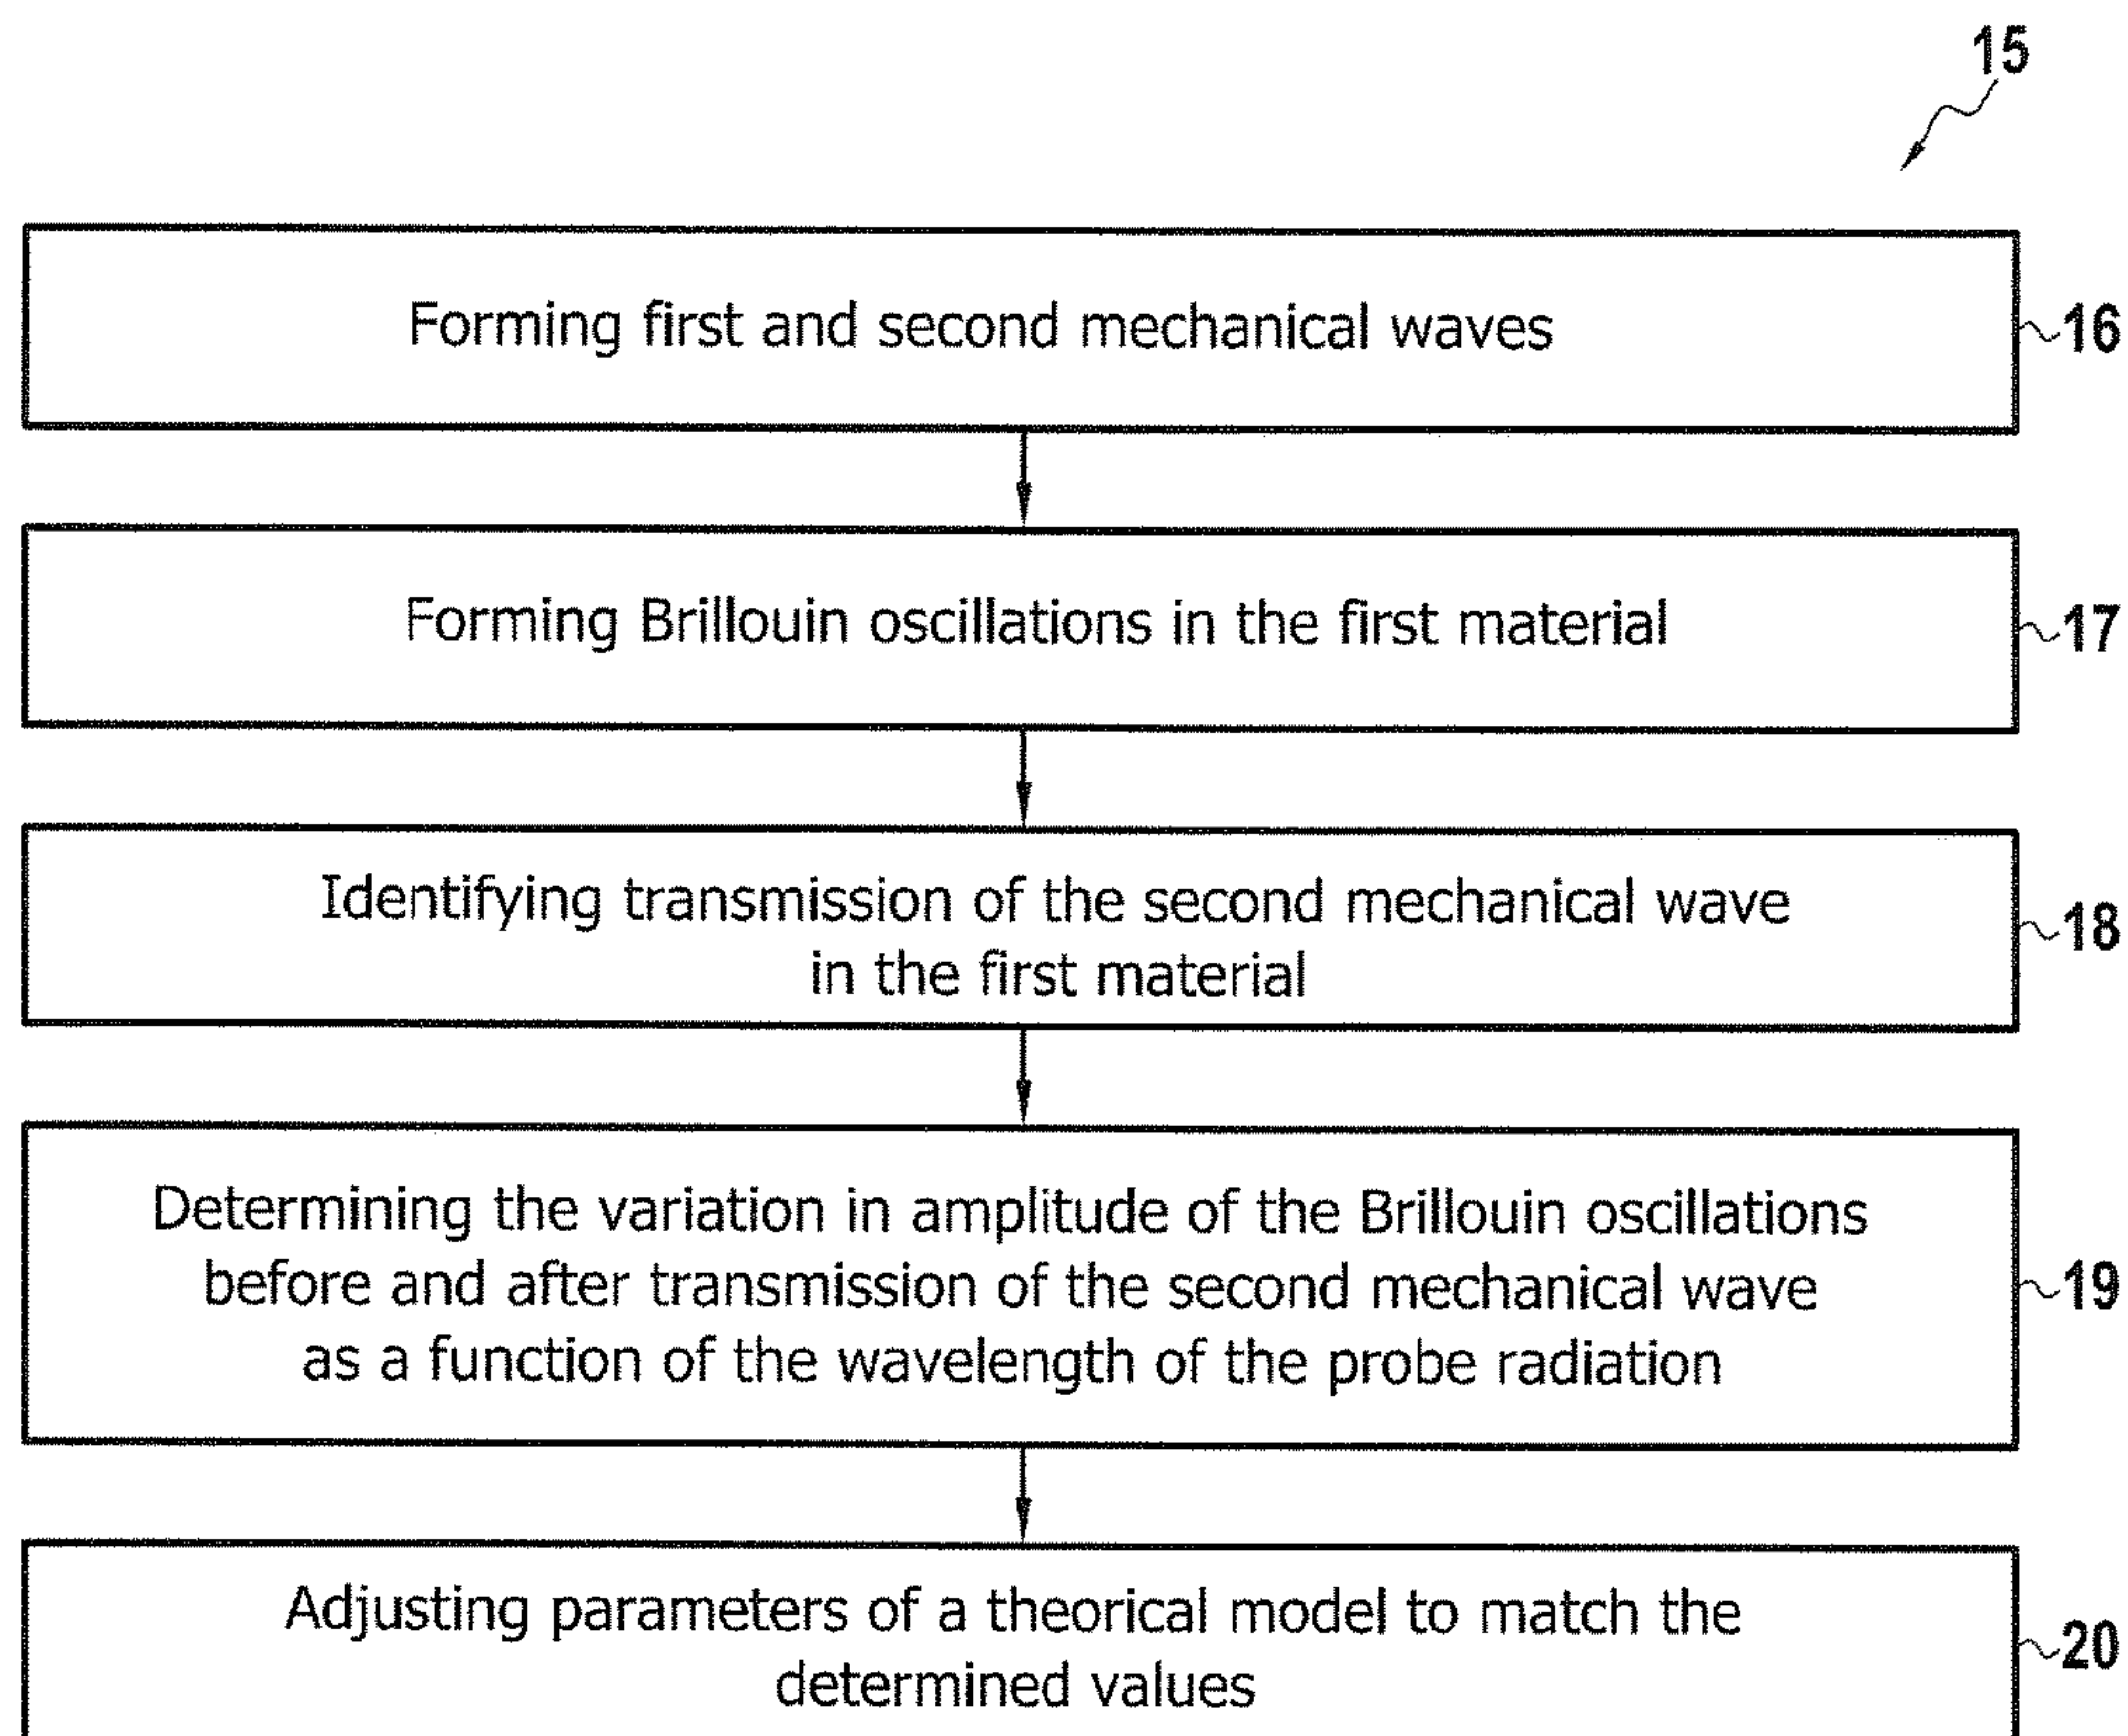 15
Forming first and second mechanical waves
16
Forming Brillouin oscillations in the first material
17
Identifying transmission of the second mechanical wave
in the first material
18
Determining the variation in amplitude of the Brillouin oscillations
before and after transmission of the second mechanical wave
as a function of the wavelength of the probe radiation
19
Adjusting parameters of a theorical model to match the
determined values
20